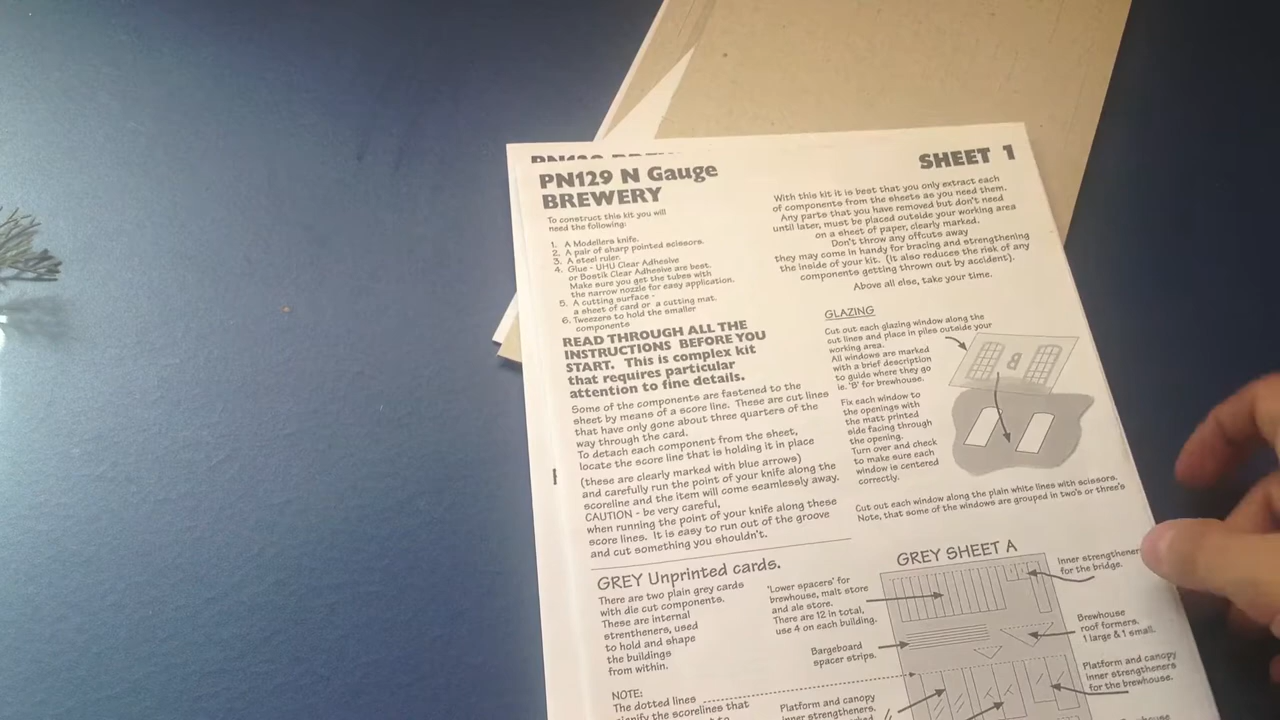 PN129 N Gauge
BREWERY
SHEET 1
To construct this kit you will
need the following:
1. A Modellers knife.
2. A pair of sharp pointed scissors.
3. A steel ruler.
4. Glue - UHU Clear Adhesive
or Bostik Clear Adhesive are best.
Make sure you get the tubes with
the narrow nozzle for easy application.
5. A cutting surface -
a sheet of card or a cutting mat.
6. Tweezers to hold the smaller
components
READ THROUGH ALL THE
INSTRUCTIONS BEFORE YOU
START. This is complex kit
that requires particular
attention to fine details.
Some of the components are fastened to the
sheet by means of a score line. These are cut lines
that have only gone about three quarters of the
way through the card.
To detach each component from the sheet,
locate the score line that is holding it in place
(these are clearly marked with blue arrows)
and carefully run the point of your knife along the
scoreline and the item will come seamlessly away.
CAUTION - be very careful,
when running the point of your knife along these
score lines. It is easy to run out of the groove
and cut something you shouldn't.
With this kit it is best that you only extract each
of components from the sheets as you need them.
Any parts that you have removed but don't need
until later, must be placed outside your working area
on a sheet of paper, clearly marked.
Don't throw any offcuts away
they may come in handy for bracing and strengthening
the inside of your kit. (It also reduces the risk of any
components getting thrown out by accident).
Above all else, take your time.
GLAZING
Cut out each glazing window along the
cut lines and place in piles outside your
working area.
All windows are marked
with a brief description
to guide where they go
ie. 'B' for brewhouse.
Fix each window to
the openings with
the matt printed
side facing through
the opening.
Turn over and check
to make sure each
window is centered
correctly.
B
Cut out each window along the plain white lines with scissors.
Note, that some of the windows are grouped in two's or three's
GREY Unprinted cards.
There are two plain grey cards
with die cut components.
These are internal
strentheners, used
to hold and shape
the buildings
from within.
NOTE:
The dotted lines
GREY SHEET A
'Lower spacers' for
brewhouse, malt store
and ale store.
There are 12 in total,
use 4 on each building.
Bargeboard
spacer strips.
Platform and canopy
inner strengtheners,
Inner strengthener
for the bridge.
Brewhouse
roof formers.
1 large & 1 small.
Platform and canopy
inner strengtheners
for the brewhouse.